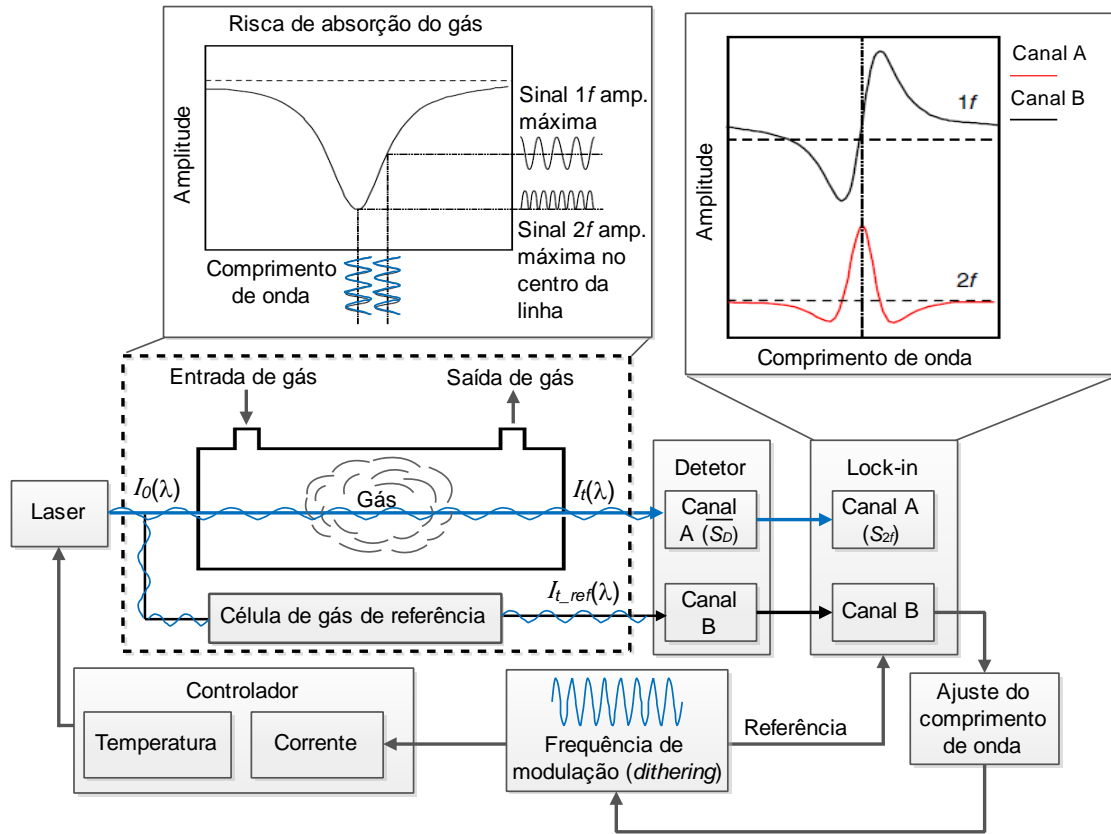 Risca de absorção do gás
Amplitude
Sinal 1f amp.
máxima
Sinal 2f amp.
máxima no
centro da
linha
Comprimento
de onda
Canal A
Canal B
1f
2f
Amplitude
Comprimento de onda
Entrada de gás
Saída de gás
Laser
I0(λ)
Gás
It(λ)
Célula de gás de referência
It_ref(λ)
Detetor
Canal
A (SD)
Canal
B
Lock-in
Canal A
(S2f)
Canal B
Controlador
Temperatura
Corrente
Frequência de
modulação (dithering)
Referência
Ajuste do
comprimento
de onda